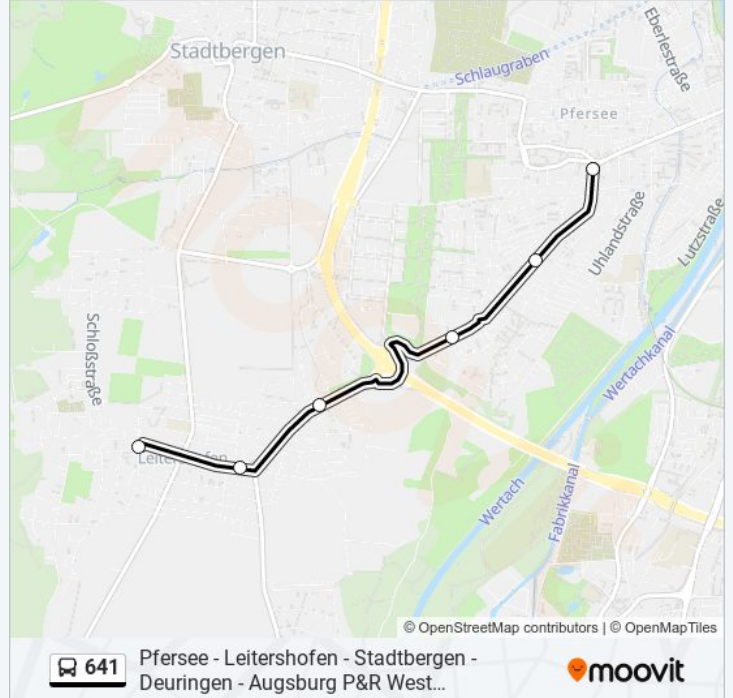 Stadtbergen
Schlaugraben
Eberlestraße
Pfersee
Uhlandstraße
Lutzstraße
Schloßstraße
Wertachkanal
Leitershofen
Wertach
Fabrikkanal
© OpenStreetMap contributors | © OpenMapTiles
641
Pfersee - Leitershofen - Stadtbergen -
Deuringen - Augsburg P&R West...
moovit